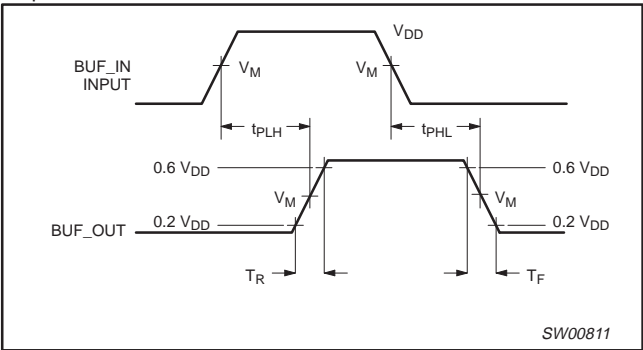 V_DD
BUF_IN
INPUT
V_M V_M
t_PLH t_PHL
0.6 V_DD 0.6 V_DD
V_M V_M
BUF_OUT 0.2 V_DD 0.2 V_DD
T_R T_F
SW00811